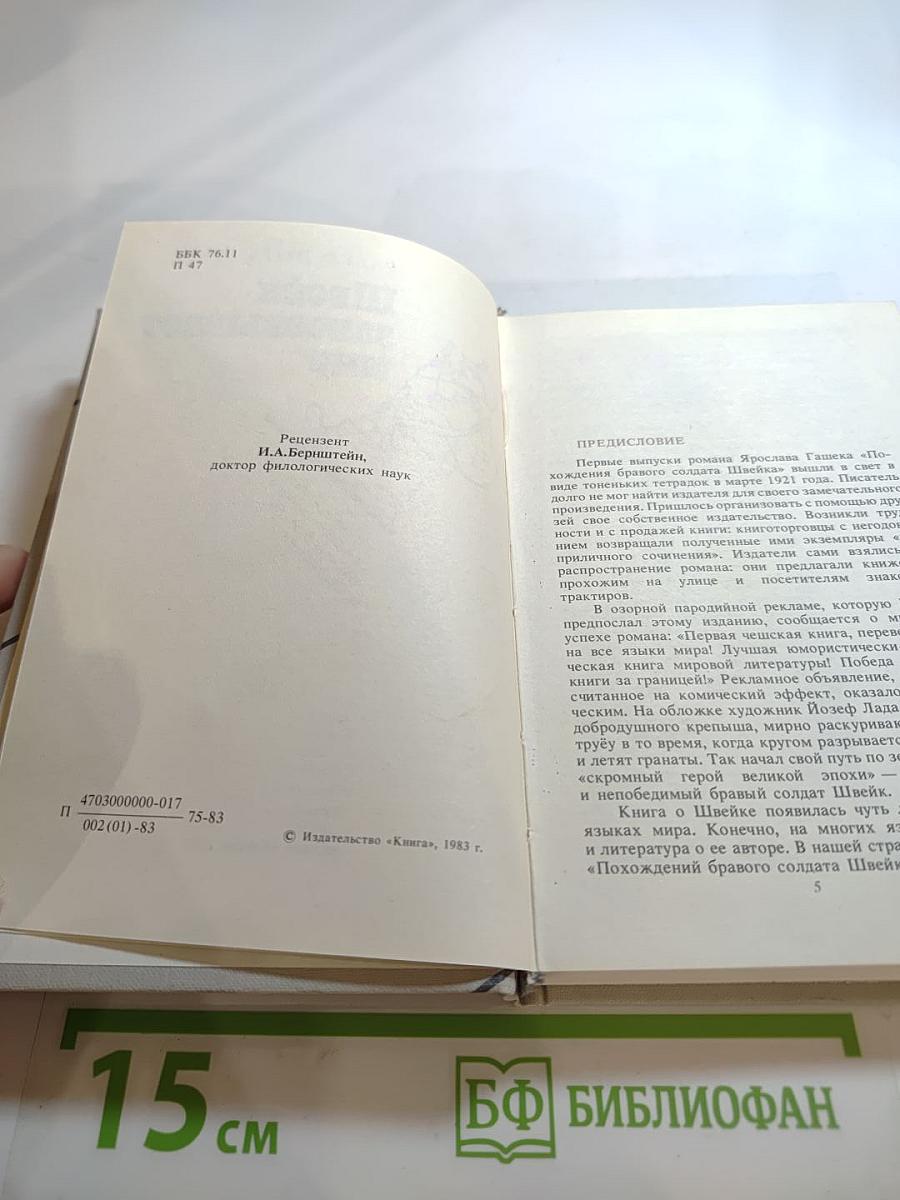 ББК 76.11
П 47
Рецензент
И.А.Бернштейн,
доктор филологических наук
П 4703000000-017 75-83
002(01)-83
© Издательство «Книга», 1983 г.
ПРЕДИСЛОВИЕ
Первые выпуски романа Ярослава Гашека «По-
хождения бравого солдата Швейка» вышли в свет в
виде тоненьких тетрадок в марте 1921 года. Писатель
долго не мог найти издателя для своего замечательного
произведения. Пришлось организовать с помощью дру
зей свое собственное издательство. Возникли труд
ности и с продажей книги: книготорговцы с негодов
нием возвращали полученные ими экземпляры «
приличного сочинения». Издатели сами взялись
распространение романа: они предлагали книже
прохожим на улице и посетителям знако
трактиров.
В озорной пародийной рекламе, которую
предпослал этому изданию, сообщается о ми
успехе романа: «Первая чешская книга, переве
на все языки мира! Лучшая юмористически-
ческая книга мировой литературы! Победа
книги за границей!» Рекламное объявление,
считанное на комический эффект, оказало
ческим. На обложке художник Йозеф Лада
добродушного крепыша, мирно раскурива
труёу в то время, когда кругом разрывает
и летят гранаты. Так начал свой путь по зе
«скромный герой великой эпохи» —
и непобедимый бравый солдат Швейк.
Книга о Швейке появилась чуть л
языках мира. Конечно, на многих яз
и литература о ее авторе. В нашей стра
«Похождений бравого солдата Швейк
5
15 см
БФ БИБЛИОФАН